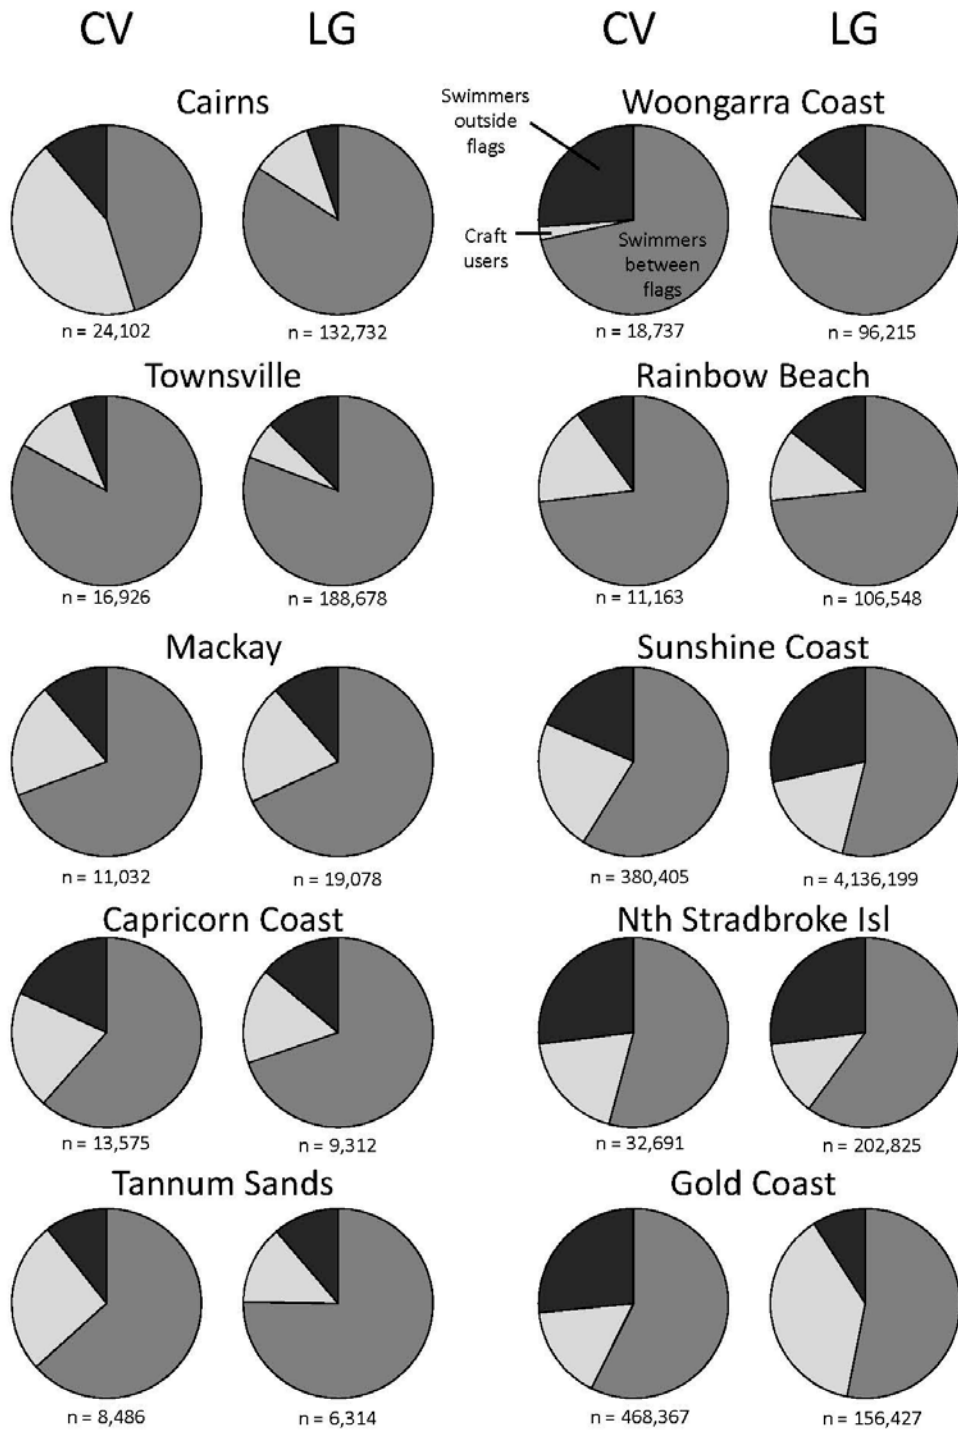 CV LG CV LG
Cairns
Woongarra Coast
Swimmers
outside
flags
Craft
users
Swimmers
between
flags
n = 24,102
n = 132,732
n = 18,737
n = 96,215
Townsville
Rainbow Beach
n = 16,926
n = 188,678
n = 11,163
n = 106,548
Mackay
Sunshine Coast
n = 11,032
n = 19,078
n = 380,405
n = 4,136,199
Capricorn Coast
Nth Stradbroke Isl
n = 13,575
n = 9,312
n = 32,691
n = 202,825
Tannum Sands
Gold Coast
n = 8,486
n = 6,314
n = 468,367
n = 156,427